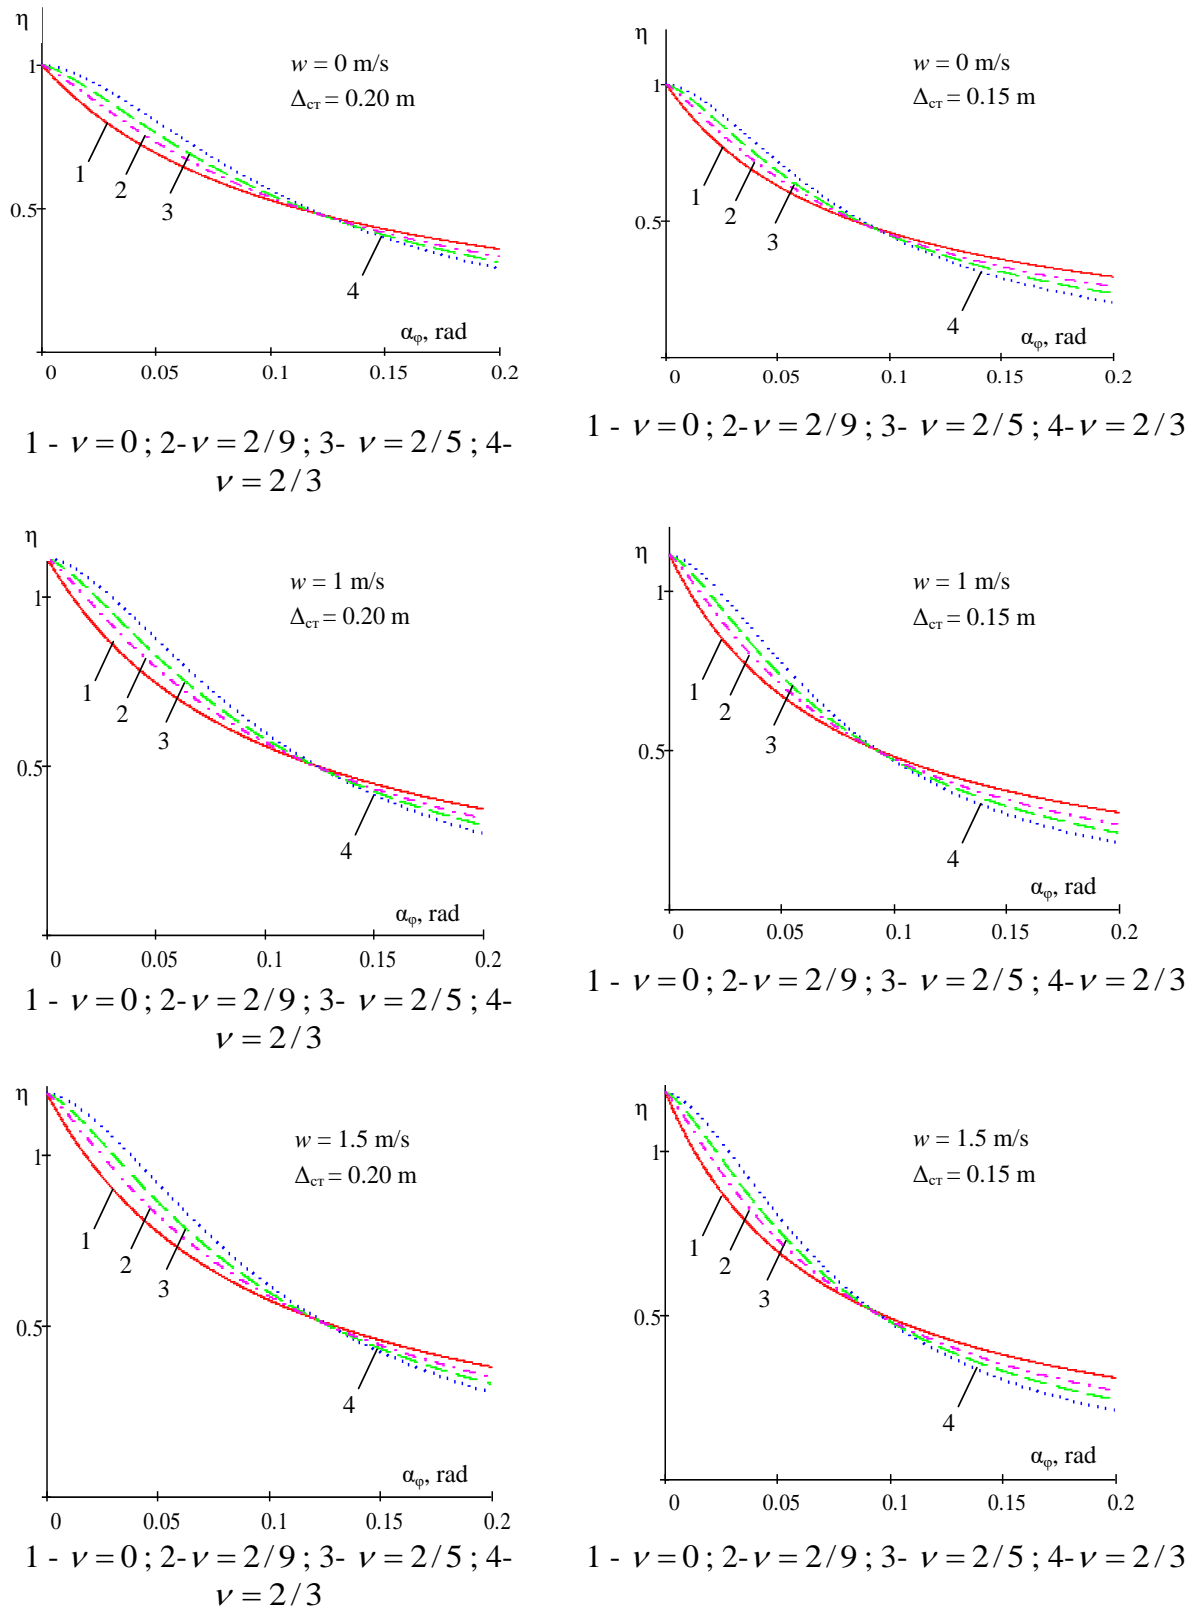 η
w = 0 m/s
Δст = 0.20 m
1
0.5
1
2
3
4
αφ, rad
0 0.05 0.1 0.15 0.2
1 - ν = 0 ; 2- ν = 2/9 ; 3- ν = 2/5 ; 4-
ν = 2/3
η
w = 0 m/s
Δст = 0.15 m
1
0.5
1
2
3
4
αφ, rad
0 0.05 0.1 0.15 0.2
1 - ν = 0 ; 2- ν = 2/9 ; 3- ν = 2/5 ; 4- ν = 2/3
η
w = 1 m/s
Δст = 0.20 m
1
0.5
1
2
3
4
αφ, rad
0 0.05 0.1 0.15 0.2
1 - ν = 0 ; 2- ν = 2/9 ; 3- ν = 2/5 ; 4-
ν = 2/3
η
w = 1 m/s
Δст = 0.15 m
1
0.5
1
2
3
4
αφ, rad
0 0.05 0.1 0.15 0.2
1 - ν = 0 ; 2- ν = 2/9 ; 3- ν = 2/5 ; 4- ν = 2/3
η
w = 1.5 m/s
Δст = 0.20 m
1
0.5
1
2
3
4
αφ, rad
0 0.05 0.1 0.15 0.2
1 - ν = 0 ; 2- ν = 2/9 ; 3- ν = 2/5 ; 4-
ν = 2/3
η
w = 1.5 m/s
Δст = 0.15 m
1
0.5
1
2
3
4
αφ, rad
0 0.05 0.1 0.15 0.2
1 - ν = 0 ; 2- ν = 2/9 ; 3- ν = 2/5 ; 4- ν = 2/3